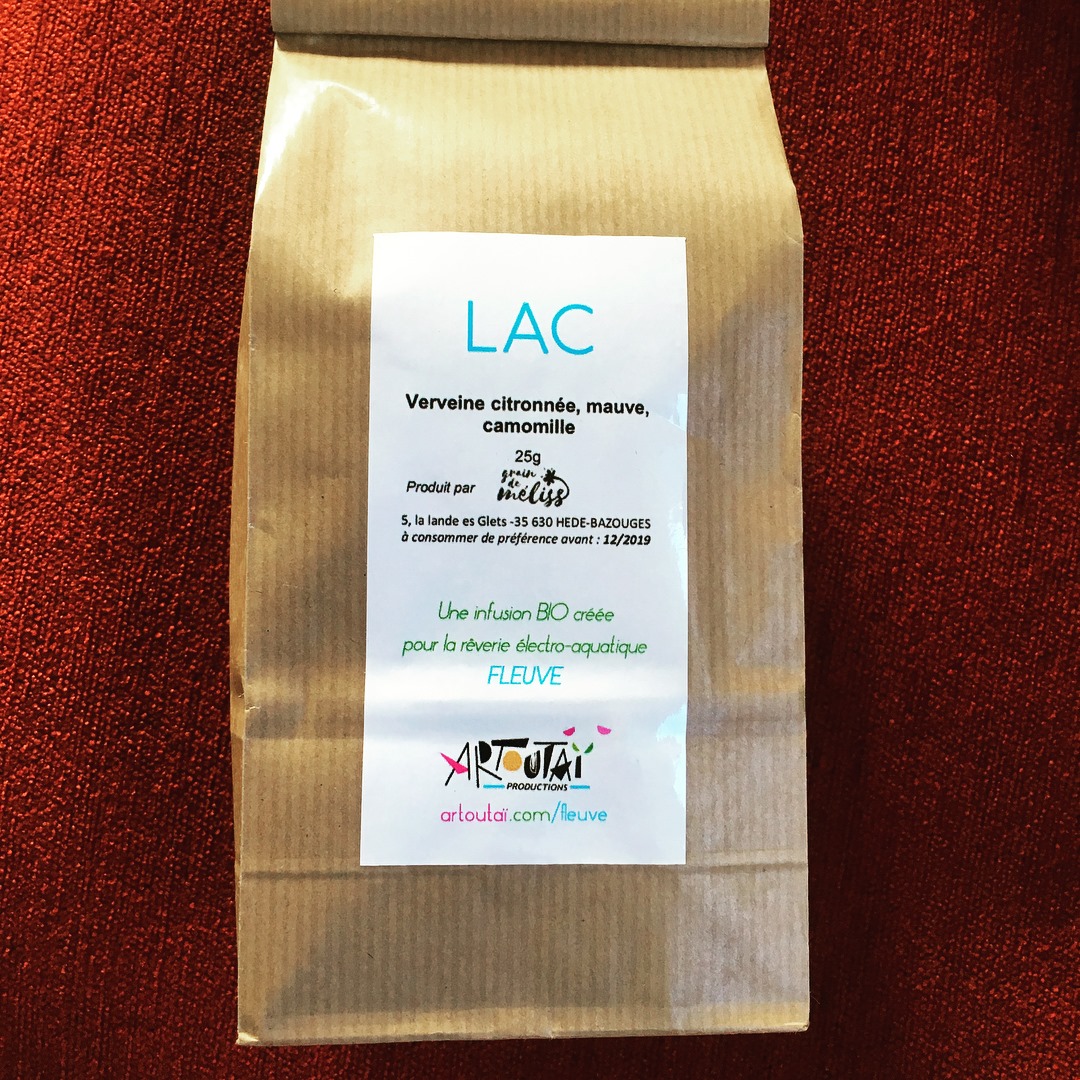 LAC
Verveine citronnée, mauve,
camomille
25g
Produit par grain de méliss
5, la lande es Glets -35 630 HEDE-BAZOUGES
à consommer de préférence avant : 12/2019
Une infusion BIO créée
pour la rêverie électro-aquatique
FLEUVE
ARTOUTAÏ
PRODUCTIONS
artoutaï.com/fleuve